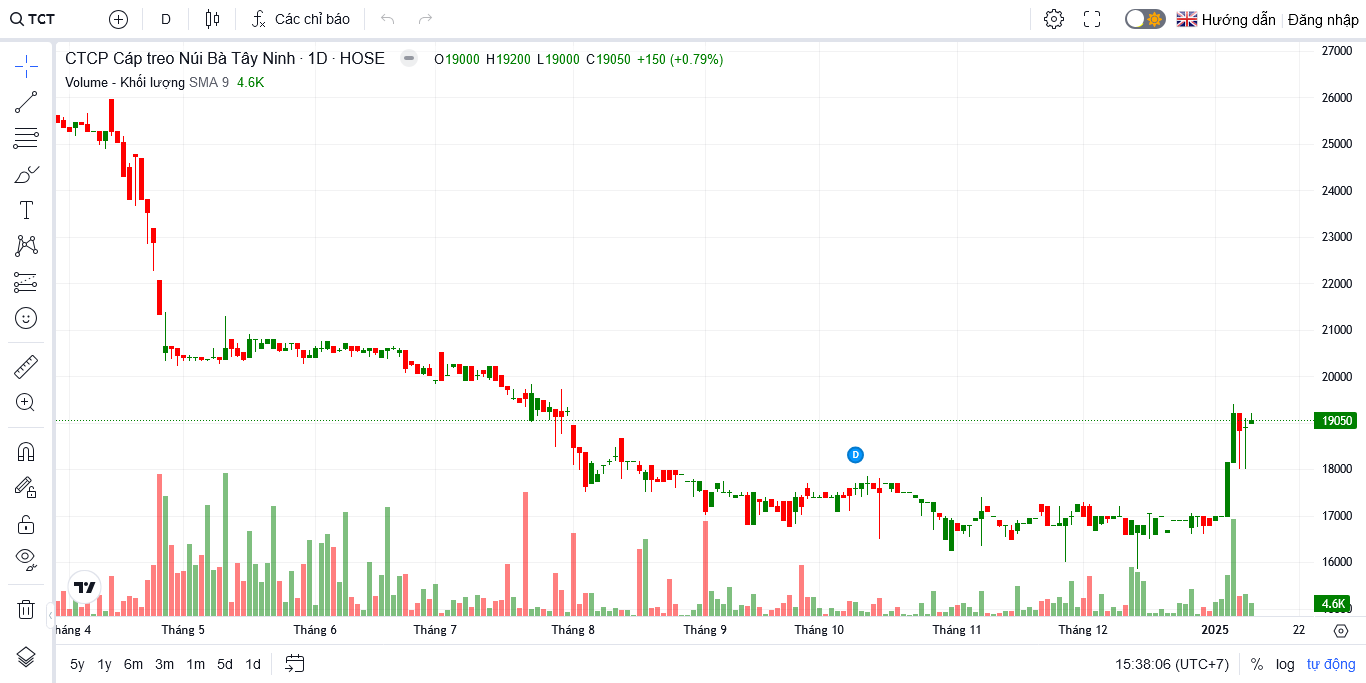 TCT D Các chỉ báo Hướng dẫn Đăng nhập
CTCP Cáp treo Núi Bà Tây Ninh · 1D · HOSE O19000 H19200 L19000 C19050 +150 (+0.79%)
Volume - Khối lượng SMA 9 4.6K
27000
26000
25000
24000
23000
22000
21000
20000
19050
18000
17000
16000
4.6K
D
Tháng 5 Tháng 6 Tháng 7 Tháng 8 Tháng 9 Tháng 10 Tháng 11 Tháng 12 2025 22
5y 1y 6m 3m 1m 5d 1d 15:38:06 (UTC+7) % log tự động